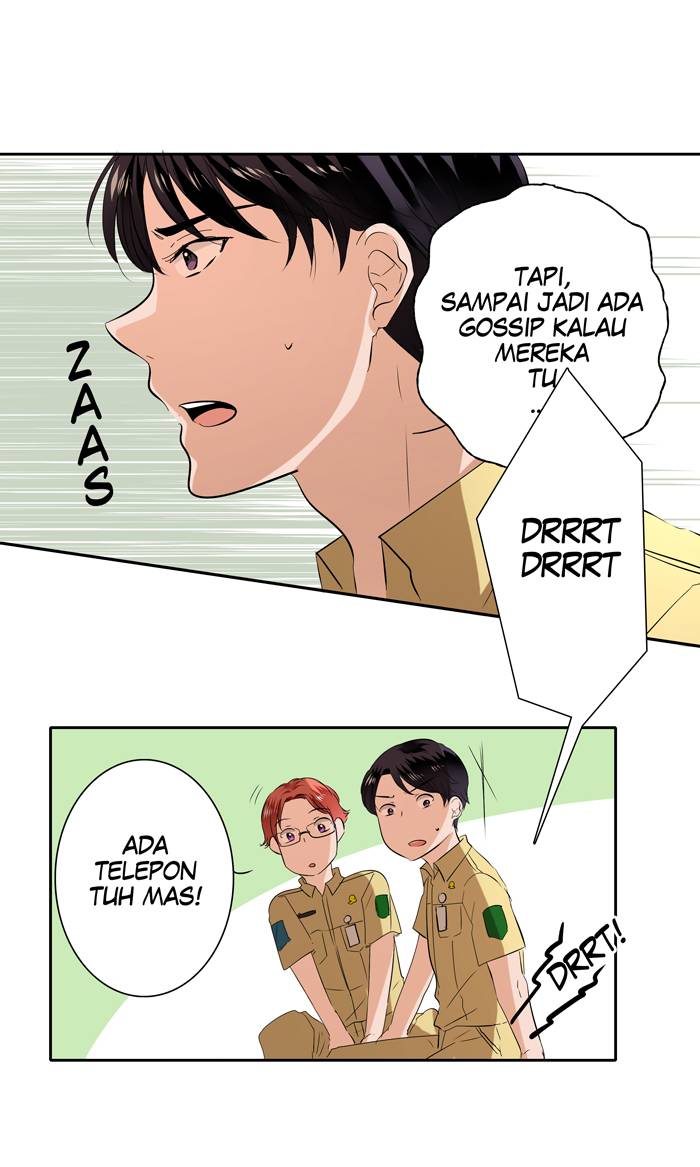 TAPI,
SAMPAI JADI ADA
GOSSIP KALAU
MEREKA
TU
..
ZAAS
DRRRT
DRRRT
ADA
TELEPON
TUH MAS!
DRRT!